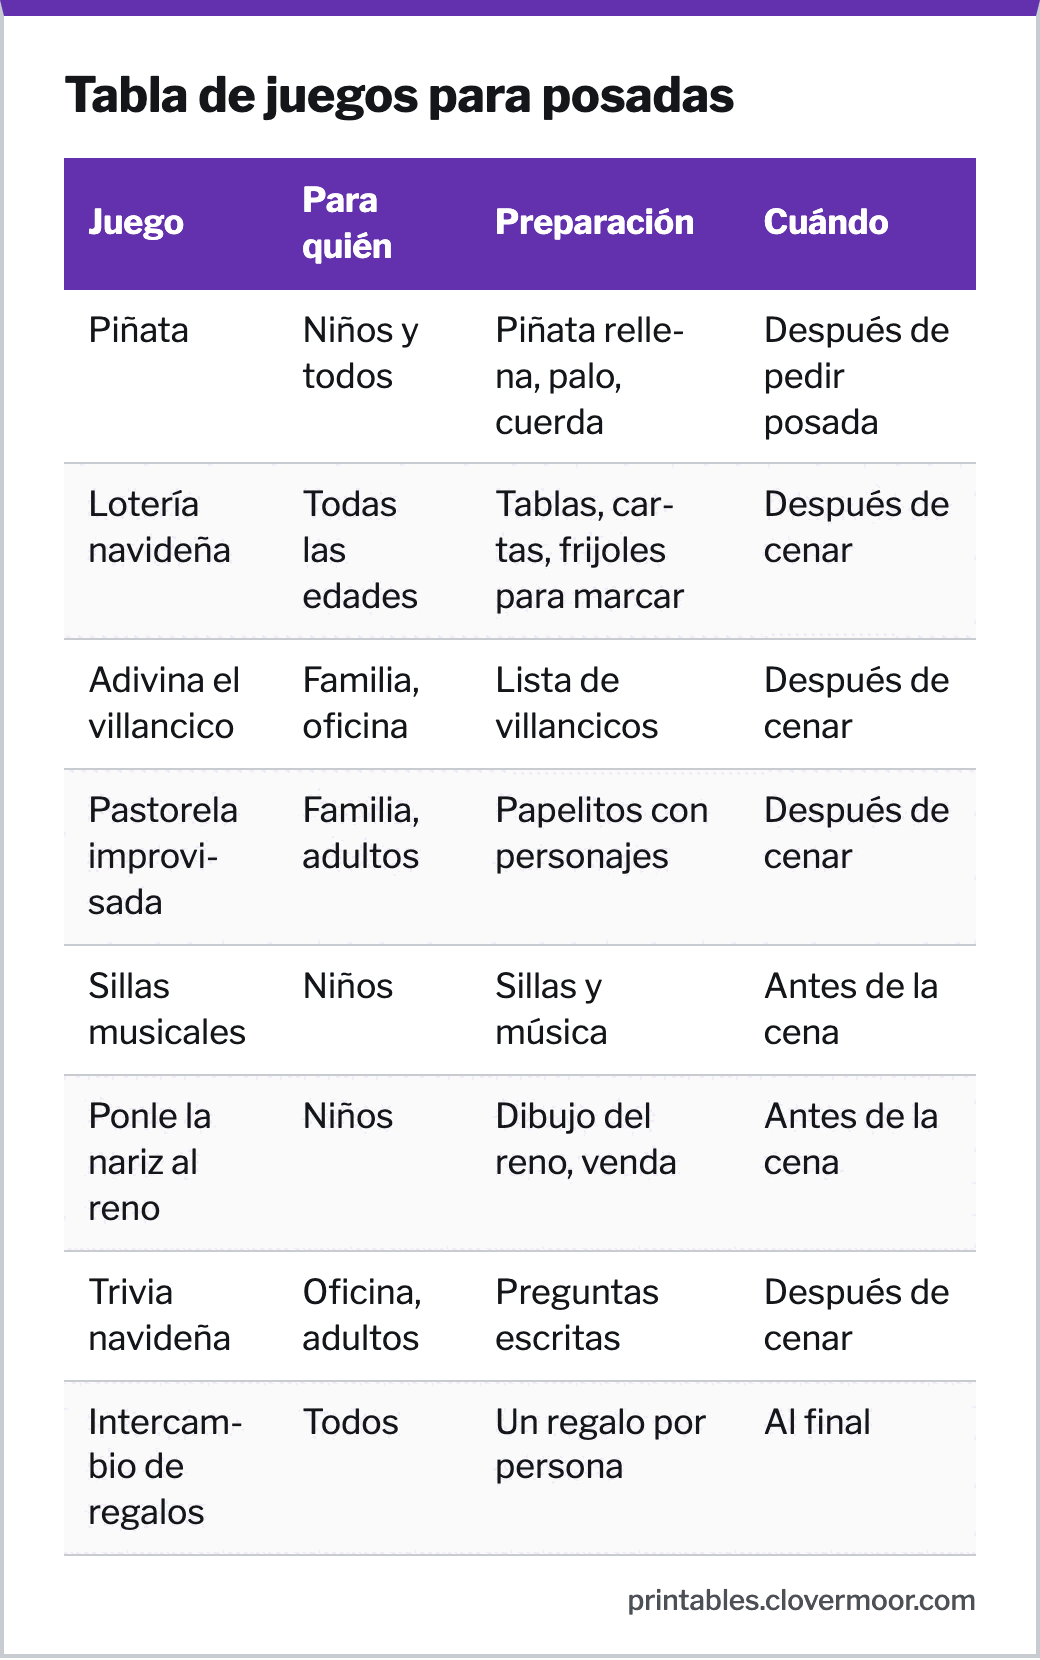 Tabla de juegos para posadas
Juego
Para
quién
Preparación
Cuándo
Piñata
Niños y
todos
Piñata relle-
na, palo,
cuerda
Después de
pedir
posada
Lotería
navideña
Todas
las
edades
Tablas, car-
tas, frijoles
para marcar
Después de
cenar
Adivina el
villancico
Familia,
oficina
Lista de
villancicos
Después de
cenar
Pastorela
improvi-
sada
Familia,
adultos
Papelitos con
personajes
Después de
cenar
Sillas
musicales
Niños
Sillas y
música
Antes de la
cena
Ponle la
nariz al
reno
Niños
Dibujo del
reno, venda
Antes de la
cena
Trivia
navideña
Oficina,
adultos
Preguntas
escritas
Después de
cenar
Intercam-
bio de
regalos
Todos
Un regalo por
persona
Al final
printables.clovermoor.com